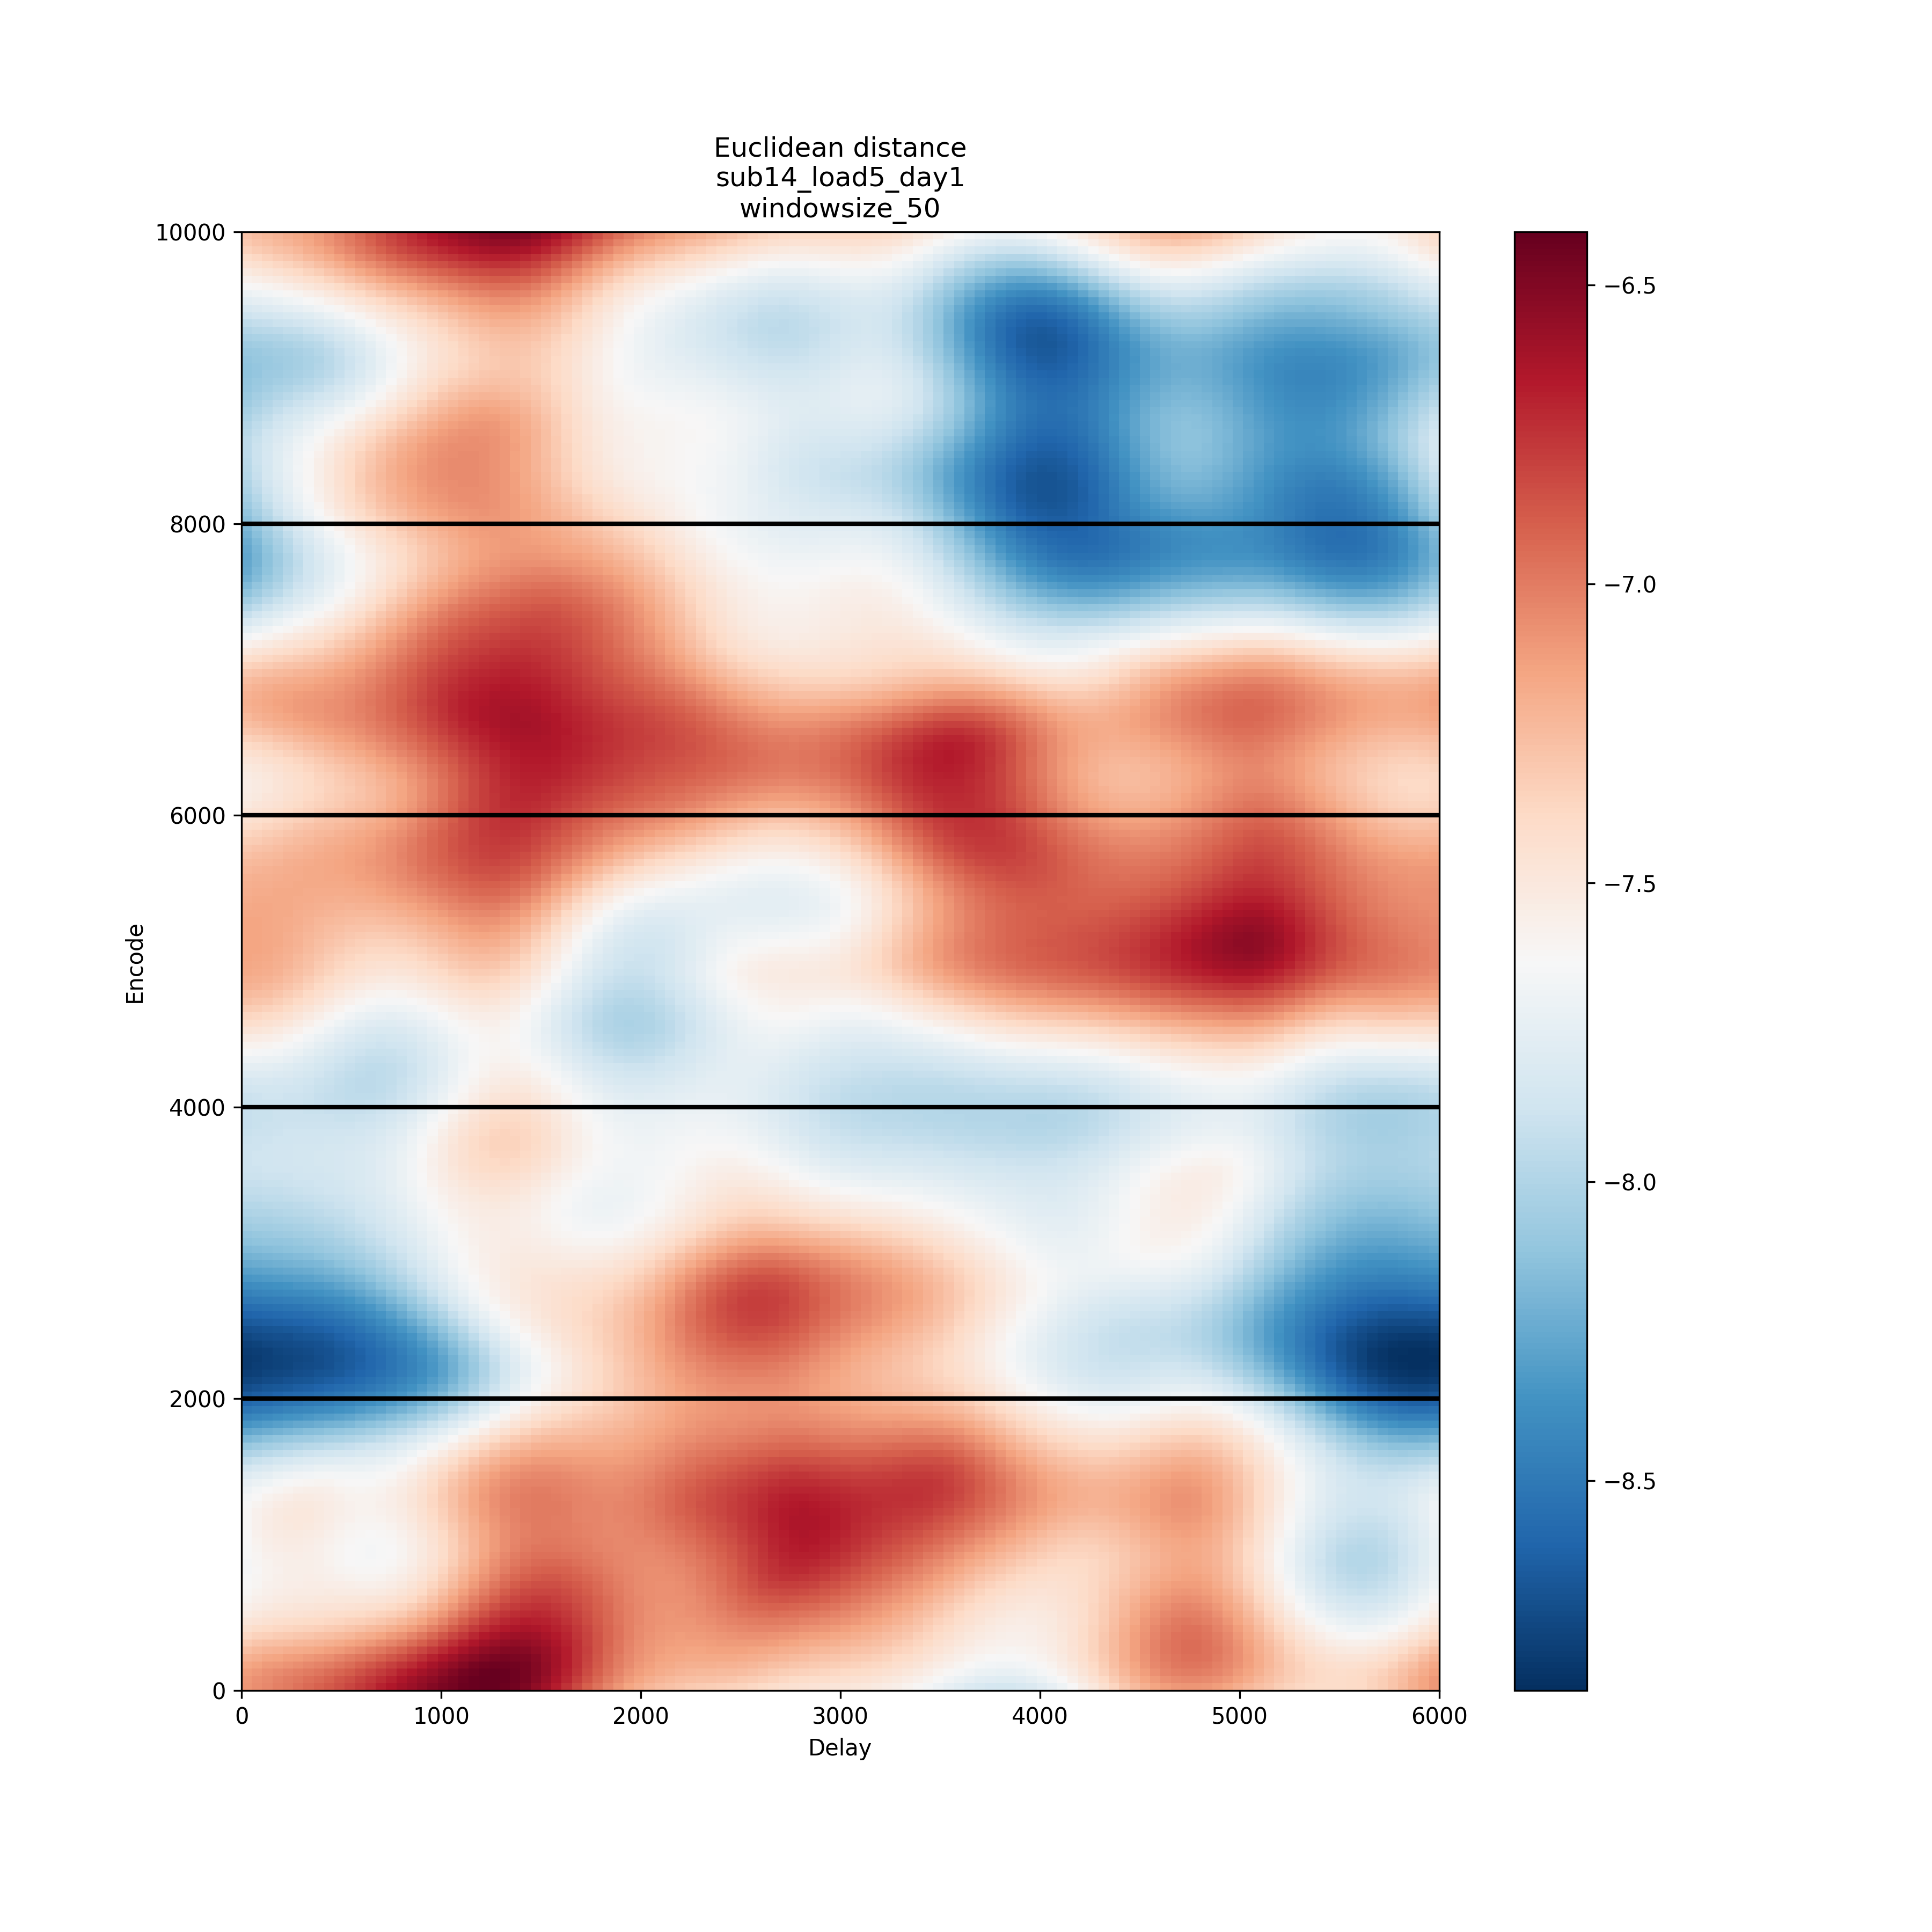 Euclidean distance
sub14_load5_day1
windowsize_50
10000
8000
6000
4000
2000
0
Encode
0 1000 2000 3000 4000 5000 6000
Delay
−6.5
−7.0
−7.5
−8.0
−8.5